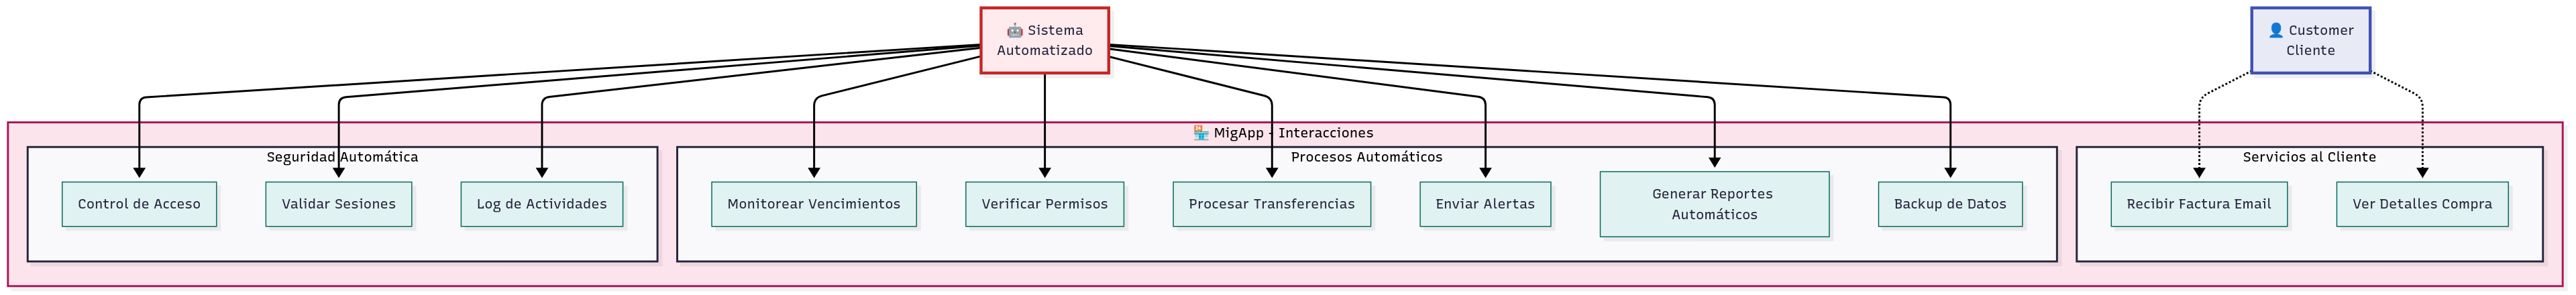 🤖 Sistema
Automatizado
👤 Customer
Cliente
🏪 MigApp - Interacciones
Seguridad Automática
Procesos Automáticos
Servicios al Cliente
Control de Acceso
Validar Sesiones
Log de Actividades
Monitorear Vencimientos
Verificar Permisos
Procesar Transferencias
Enviar Alertas
Generar Reportes
Automáticos
Backup de Datos
Recibir Factura Email
Ver Detalles Compra